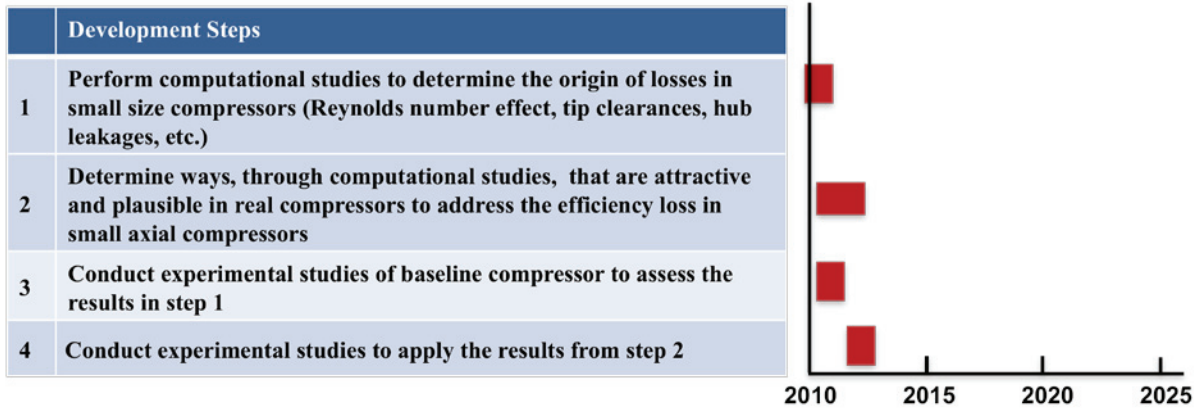 Development Steps
1
Perform computational studies to determine the origin of losses in
small size compressors (Reynolds number effect, tip clearances, hub
leakages, etc.)
2
Determine ways, through computational studies, that are attractive
and plausible in real compressors to address the efficiency loss in
small axial compressors
3
Conduct experimental studies of baseline compressor to assess the
results in step 1
4
Conduct experimental studies to apply the results from step 2
2010 2015 2020 2025